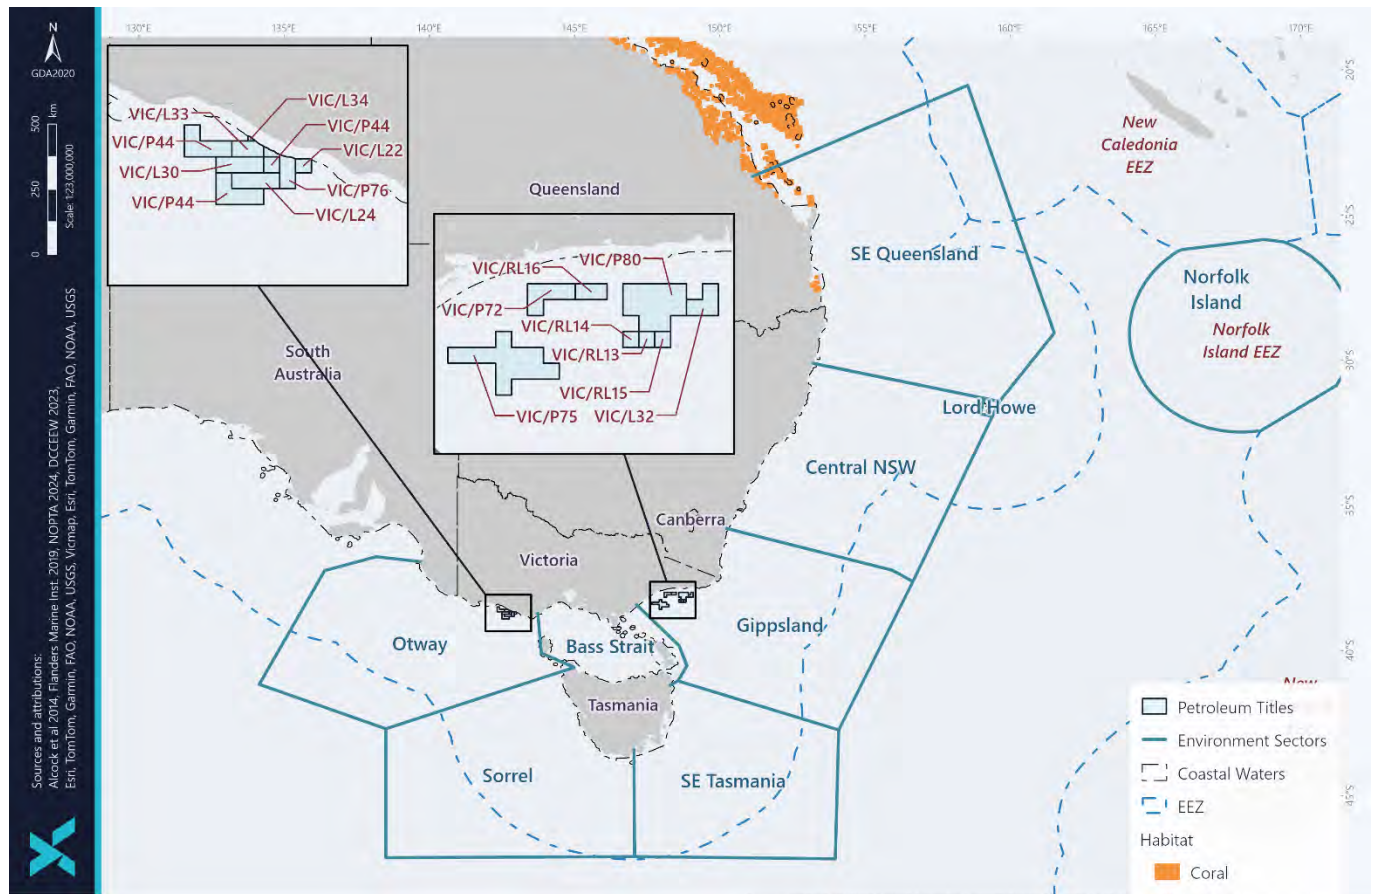 N
GDA2020
500
km
250
0
Scale: 1:23,000,000
Sources and attributions:
Alcock et al 2014, Flanders Marine Inst. 2019, NOPTA 2024, DCCEEW 2023,
Esri, TomTom, Garmin, FAO, NOAA, USGS, Vicmap, Esri, TomTom, Garmin, FAO, NOAA, USGS
130°E
135°E
140°E
145°E
150°E
155°E
160°E
165°E
170°E
20°S
25°S
30°S
35°S
40°S
45°S
VIC/L34
VIC/L33
VIC/P44
VIC/P44
VIC/L22
VIC/L30
VIC/P76
VIC/P44
VIC/L24
VIC/RL16
VIC/P80
VIC/P72
VIC/RL14
VIC/RL13
VIC/RL15
VIC/P75
VIC/L32
Queensland
South
Australia
Canberra
Victoria
Tasmania
New
Caledonia
EEZ
SE Queensland
Norfolk
Island
Norfolk
Island EEZ
Lord Howe
Central NSW
Gippsland
Otway
Bass Strait
Sorrel
SE Tasmania
New
Petroleum Titles
Environment Sectors
Coastal Waters
EEZ
Habitat
Coral